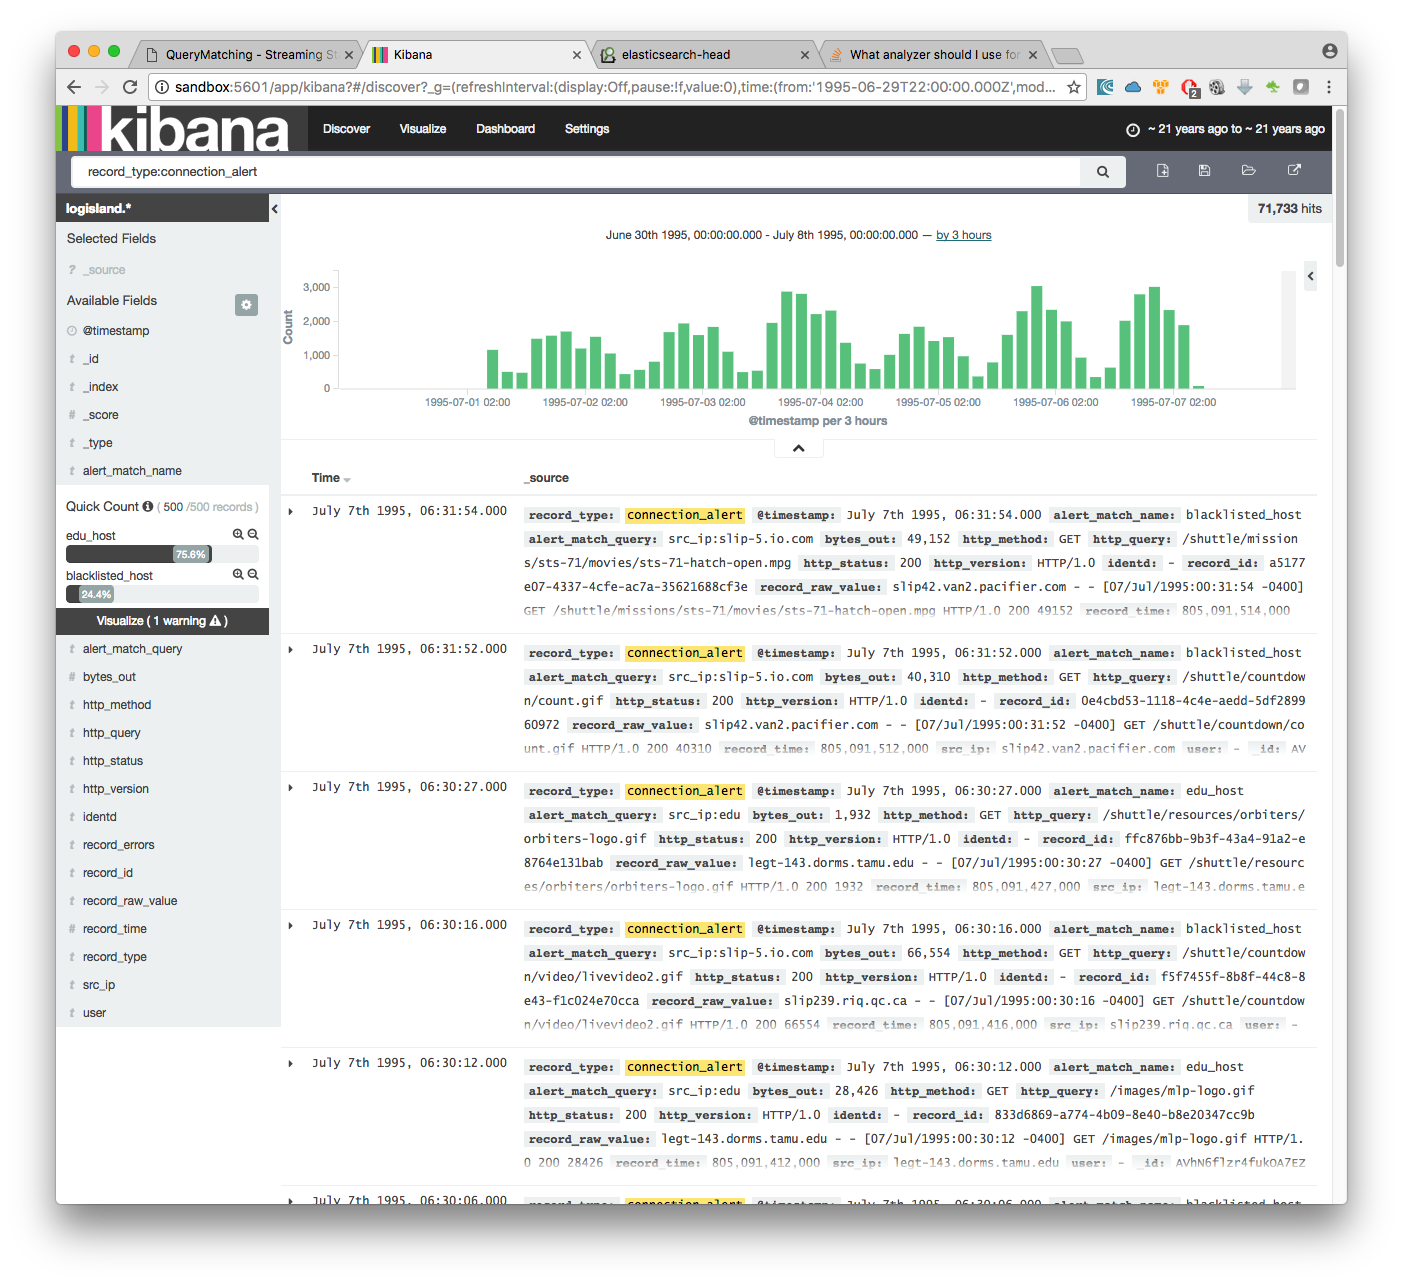 QueryMatching - Streaming St
Kibana
elasticsearch-head
What analyzer should I use for
sandbox:5601/app/kibana?#/discover?_g=(refreshInterval:(display:Off,pause:!f,value:0),time:(from:'1995-06-29T22:00:00.000Z',mod...
2
kibana
Discover
Visualize
Dashboard
Settings
~ 21 years ago to ~ 21 years ago
record_type:connection_alert
logisland.*
71,733 hits
Selected Fields
? _source
Available Fields
@timestamp
t _id
t _index
# _score
t _type
t alert_match_name
Quick Count ( 500 /500 records )
edu_host
75.6%
blacklisted_host
24.4%
Visualize ( 1 warning )
t alert_match_query
# bytes_out
t http_method
t http_query
t http_status
t http_version
t identd
t record_errors
t record_id
t record_raw_value
# record_time
t record_type
t src_ip
t user
June 30th 1995, 00:00:00.000 - July 8th 1995, 00:00:00.000 — by 3 hours
Count
3,000
2,000
1,000
0
1995-07-01 02:00
1995-07-02 02:00
1995-07-03 02:00
1995-07-04 02:00
1995-07-05 02:00
1995-07-06 02:00
1995-07-07 02:00
@timestamp per 3 hours
Time
_source
July 7th 1995, 06:31:54.000
record_type: connection_alert @timestamp: July 7th 1995, 06:31:54.000 alert_match_name: blacklisted_host
alert_match_query: src_ip:slip-5.io.com bytes_out: 49,152 http_method: GET http_query: /shuttle/mission
s/sts-71/movies/sts-71-hatch-open.mpg http_status: 200 http_version: HTTP/1.0 identd: - record_id: a5177
e07-4337-4cfe-ac7a-35621688cf3e record_raw_value: slip42.van2.pacifier.com - - [07/Jul/1995:00:31:54 -0400]
GET /shuttle/missions/sts-71/movies/sts-71-hatch-open.mpg HTTP/1.0 200 49152 record_time: 805,091,514,000
July 7th 1995, 06:31:52.000
record_type: connection_alert @timestamp: July 7th 1995, 06:31:52.000 alert_match_name: blacklisted_host
alert_match_query: src_ip:slip-5.io.com bytes_out: 40,310 http_method: GET http_query: /shuttle/countdow
n/count.gif http_status: 200 http_version: HTTP/1.0 identd: - record_id: 0e4cbd53-1118-4c4e-aedd-5df2899
60972 record_raw_value: slip42.van2.pacifier.com - - [07/Jul/1995:00:31:52 -0400] GET /shuttle/countdown/co
unt.gif HTTP/1.0 200 40310 record_time: 805,091,512,000 src_ip: slip42.van2.pacifier.com user: - _id: AV
July 7th 1995, 06:30:27.000
record_type: connection_alert @timestamp: July 7th 1995, 06:30:27.000 alert_match_name: edu_host
alert_match_query: src_ip:edu bytes_out: 1,932 http_method: GET http_query: /shuttle/resources/orbiters/
orbiters-logo.gif http_status: 200 http_version: HTTP/1.0 identd: - record_id: ffc876bb-9b3f-43a4-91a2-e
8764e131bab record_raw_value: legt-143.dorms.tamu.edu - - [07/Jul/1995:00:30:27 -0400] GET /shuttle/resourc
es/orbiters/orbiters-logo.gif HTTP/1.0 200 1932 record_time: 805,091,427,000 src_ip: legt-143.dorms.tamu.e
July 7th 1995, 06:30:16.000
record_type: connection_alert @timestamp: July 7th 1995, 06:30:16.000 alert_match_name: blacklisted_host
alert_match_query: src_ip:slip-5.io.com bytes_out: 66,554 http_method: GET http_query: /shuttle/countdow
n/video/livevideo2.gif http_status: 200 http_version: HTTP/1.0 identd: - record_id: f5f7455f-8b8f-44c8-8
e43-f1c024e70cca record_raw_value: slip239.riq.qc.ca - - [07/Jul/1995:00:30:16 -0400] GET /shuttle/countdow
n/video/livevideo2.gif HTTP/1.0 200 66554 record_time: 805,091,416,000 src_ip: slip239.riq.qc.ca user: -
July 7th 1995, 06:30:12.000
record_type: connection_alert @timestamp: July 7th 1995, 06:30:12.000 alert_match_name: edu_host
alert_match_query: src_ip:edu bytes_out: 28,426 http_method: GET http_query: /images/mlp-logo.gif
http_status: 200 http_version: HTTP/1.0 identd: - record_id: 833d6869-a774-4b09-8e40-b8e20347cc9b
record_raw_value: legt-143.dorms.tamu.edu - - [07/Jul/1995:00:30:12 -0400] GET /images/mlp-logo.gif HTTP/1.
0 200 28426 record_time: 805,091,412,000 src_ip: legt-143.dorms.tamu.edu user: - _id: AVhN6flzr4fukOA7EZ
July 7th 1995, 06:30:06.000
record_type: connection_alert @timestamp: July 7th 1995, 06:30:06.000 alert_match_name: blacklisted_host